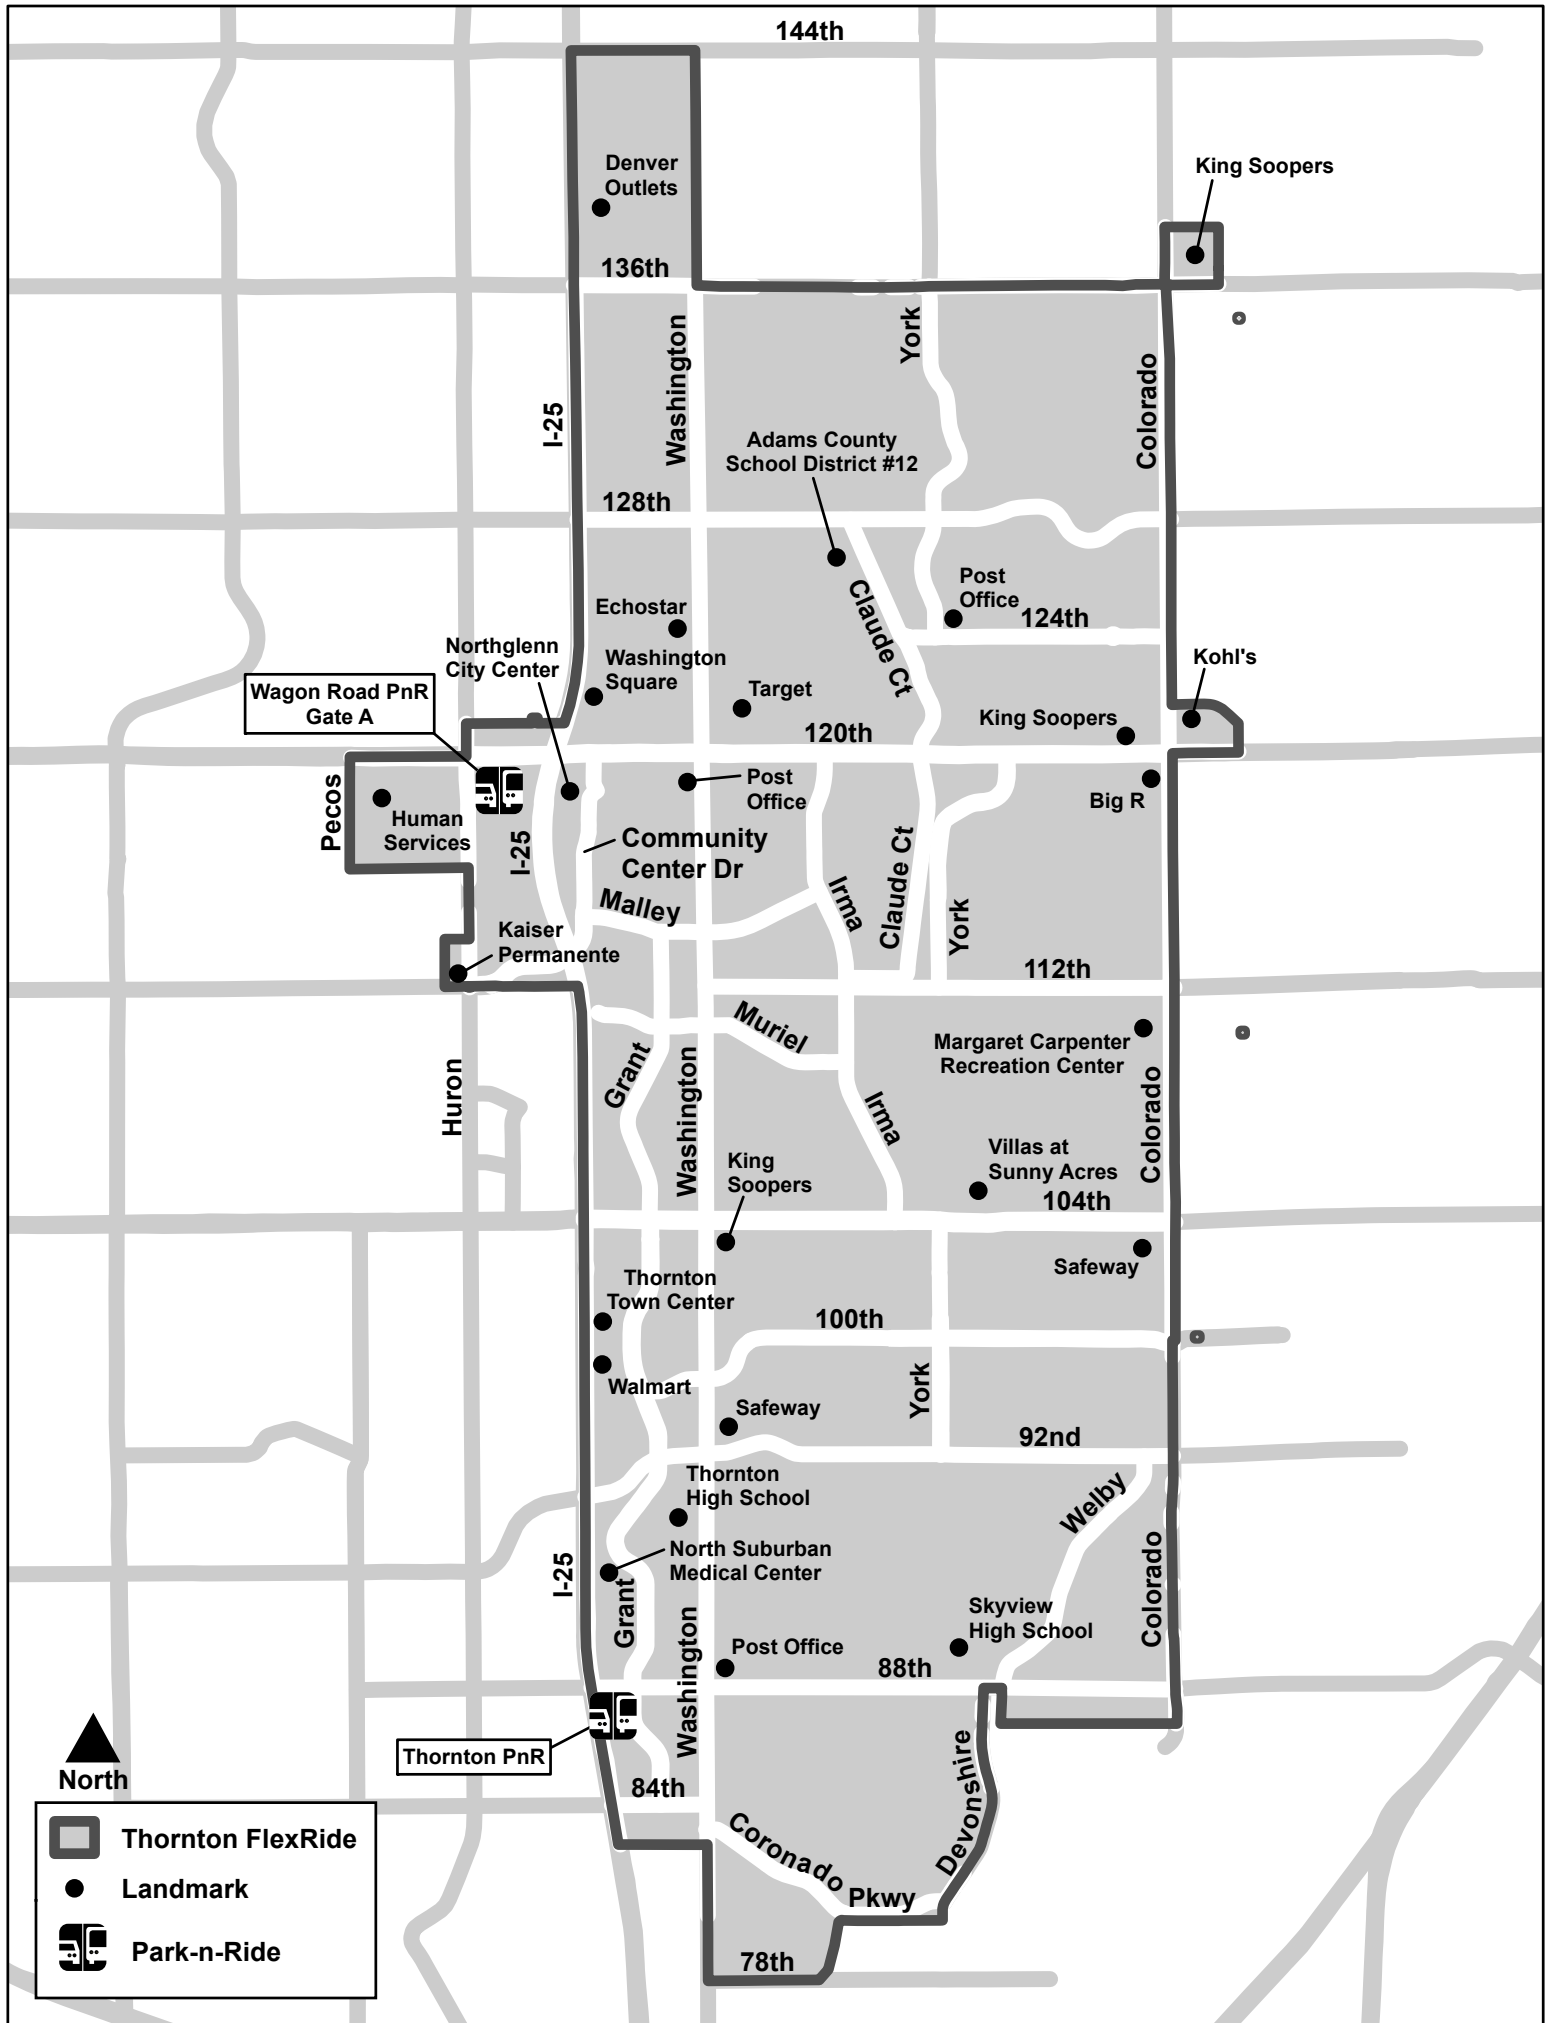 144th
Denver
Outlets
King Soopers
136th
York
Washington
Colorado
I-25
Adams County
School District #12
128th
Post
Office
124th
Claude Ct
Echostar
Northglenn
City Center
Washington
Square
Kohl's
Wagon Road PnR
Gate A
Target
King Soopers
120th
Pecos
Human
Services
I-25
Post
Office
Big R
Community
Center Dr
Claude Ct
Malley
Irma
York
Kaiser
Permanente
112th
Muriel
Margaret Carpenter
Recreation Center
Grant
Huron
Washington
Irma
Colorado
King
Soopers
Villas at
Sunny Acres
104th
Safeway
Thornton
Town Center
100th
Walmart
York
Safeway
92nd
Thornton
High School
Welby
I-25
North Suburban
Medical Center
Grant
Colorado
Skyview
High School
Washington
Post Office
88th
Thornton PnR
Devonshire
84th
Coronado
Pkwy
78th
North
Thornton FlexRide
Landmark
Park-n-Ride